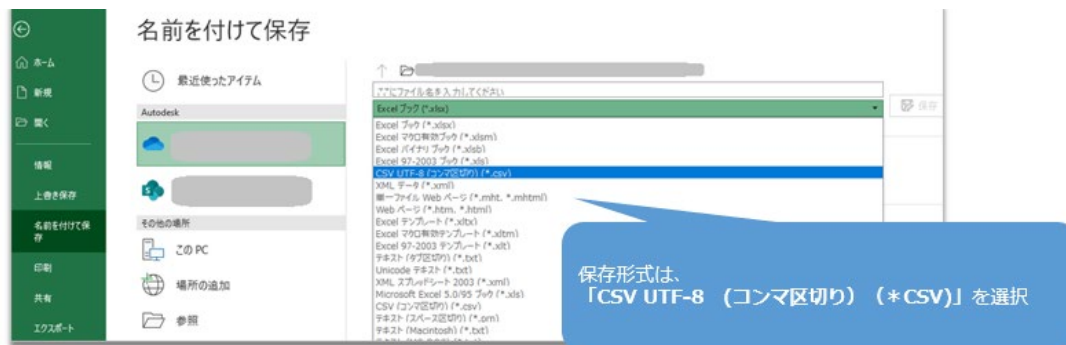 名前を付けて保存
ホーム
新規
開く
情報
上書き保存
名前を付けて保
存
印刷
共有
エクスポート
最近使ったアイテム
Autodesk
その他の場所
この PC
場所の追加
参照
ここにファイル名を入力してください
Excel ブック (*.xlsx)
保存
Excel ブック (*.xlsx)
Excel マクロ有効ブック (*.xlsm)
Excel バイナリ ブック (*.xlsb)
Excel 97-2003 ブック (*.xls)
CSV UTF-8 (コンマ区切り) (*.csv)
XML データ (*.xml)
単一ファイル Web ページ (*.mht, *.mhtml)
Web ページ (*.htm, *.html)
Excel テンプレート (*.xltx)
Excel マクロ有効テンプレート (*.xltm)
Excel 97-2003 テンプレート (*.xlt)
テキスト (タブ区切り) (*.txt)
Unicode テキスト (*.txt)
XML スプレッドシート 2003 (*.xml)
Microsoft Excel 5.0/95 ブック (*.xls)
CSV (コンマ区切り) (*.csv)
テキスト (スペース区切り) (*.prn)
テキスト (Macintosh) (*.txt)
保存形式は、
「CSV UTF-8 (コンマ区切り)(*CSV)」を選択